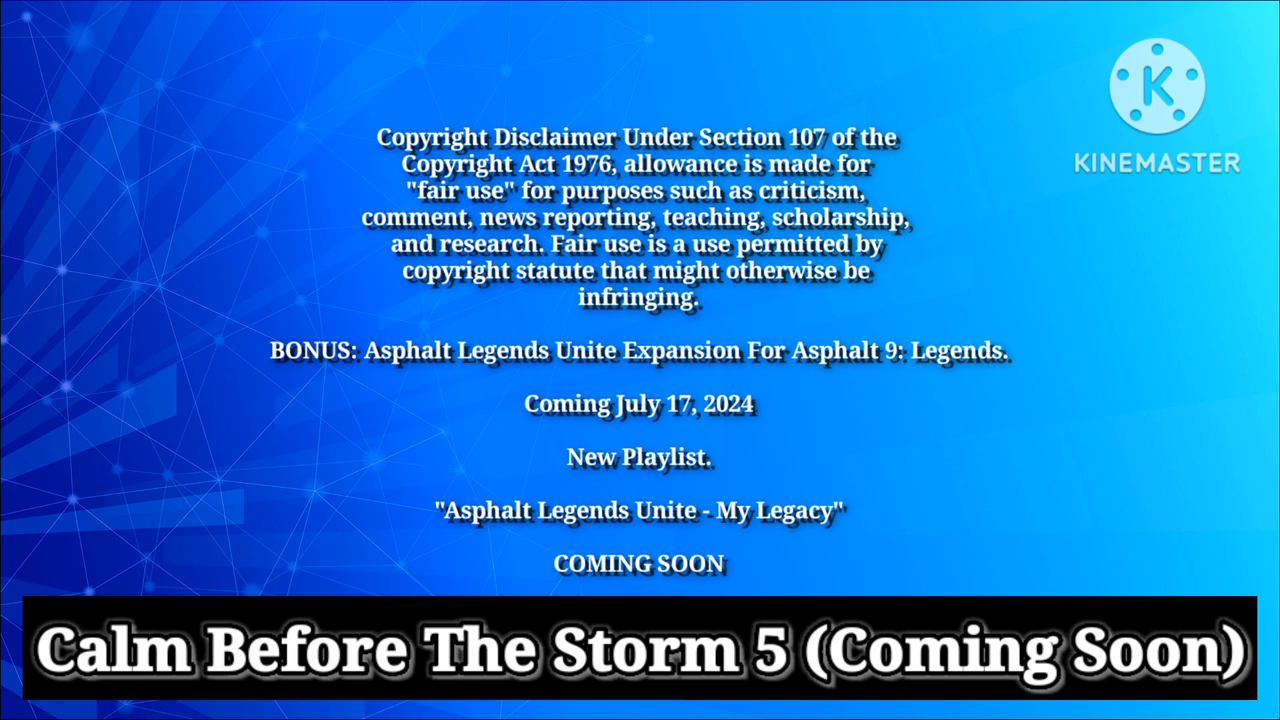 K
KINEMASTER
Copyright Disclaimer Under Section 107 of the
Copyright Act 1976, allowance is made for
"fair use" for purposes such as criticism,
comment, news reporting, teaching, scholarship,
and research. Fair use is a use permitted by
copyright statute that might otherwise be
infringing.
BONUS: Asphalt Legends Unite Expansion For Asphalt 9: Legends.
Coming July 17, 2024
New Playlist.
"Asphalt Legends Unite - My Legacy"
COMING SOON
Calm Before The Storm 5 (Coming Soon)